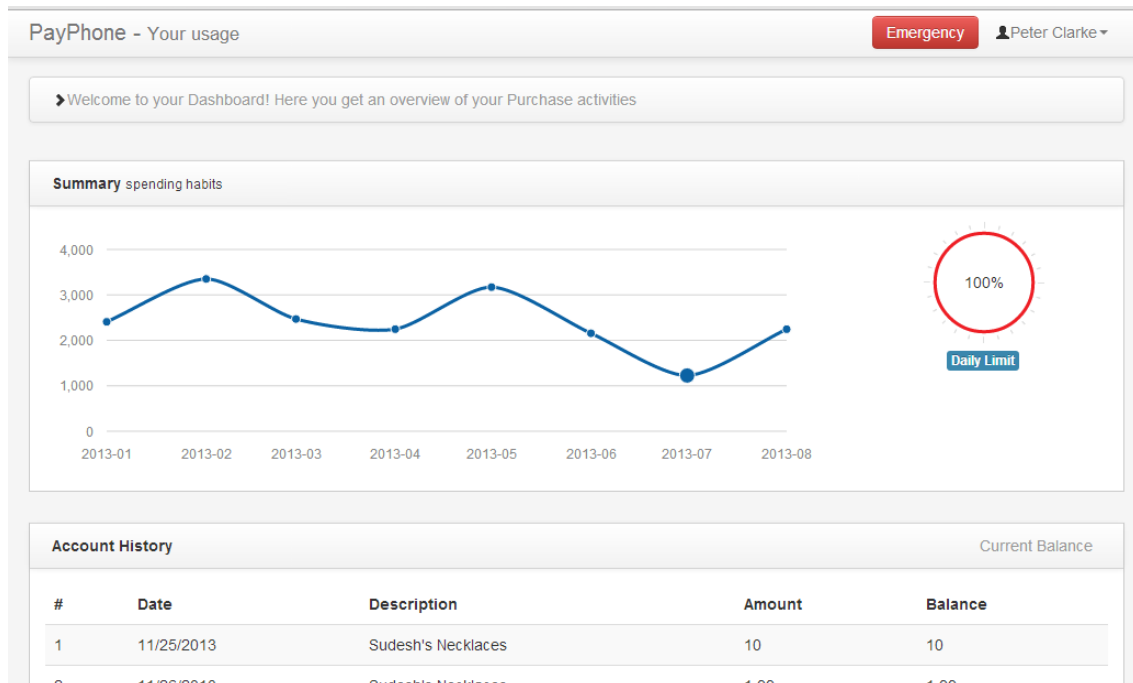 PayPhone - Your usage
Emergency
Peter Clarke
Welcome to your Dashboard! Here you get an overview of your Purchase activities
Summary spending habits
4,000
3,000
2,000
1,000
0
2013-01 2013-02 2013-03 2013-04 2013-05 2013-06 2013-07 2013-08
100%
Daily Limit
Account History Current Balance
# Date Description Amount Balance
1 11/25/2013 Sudesh's Necklaces 10 10